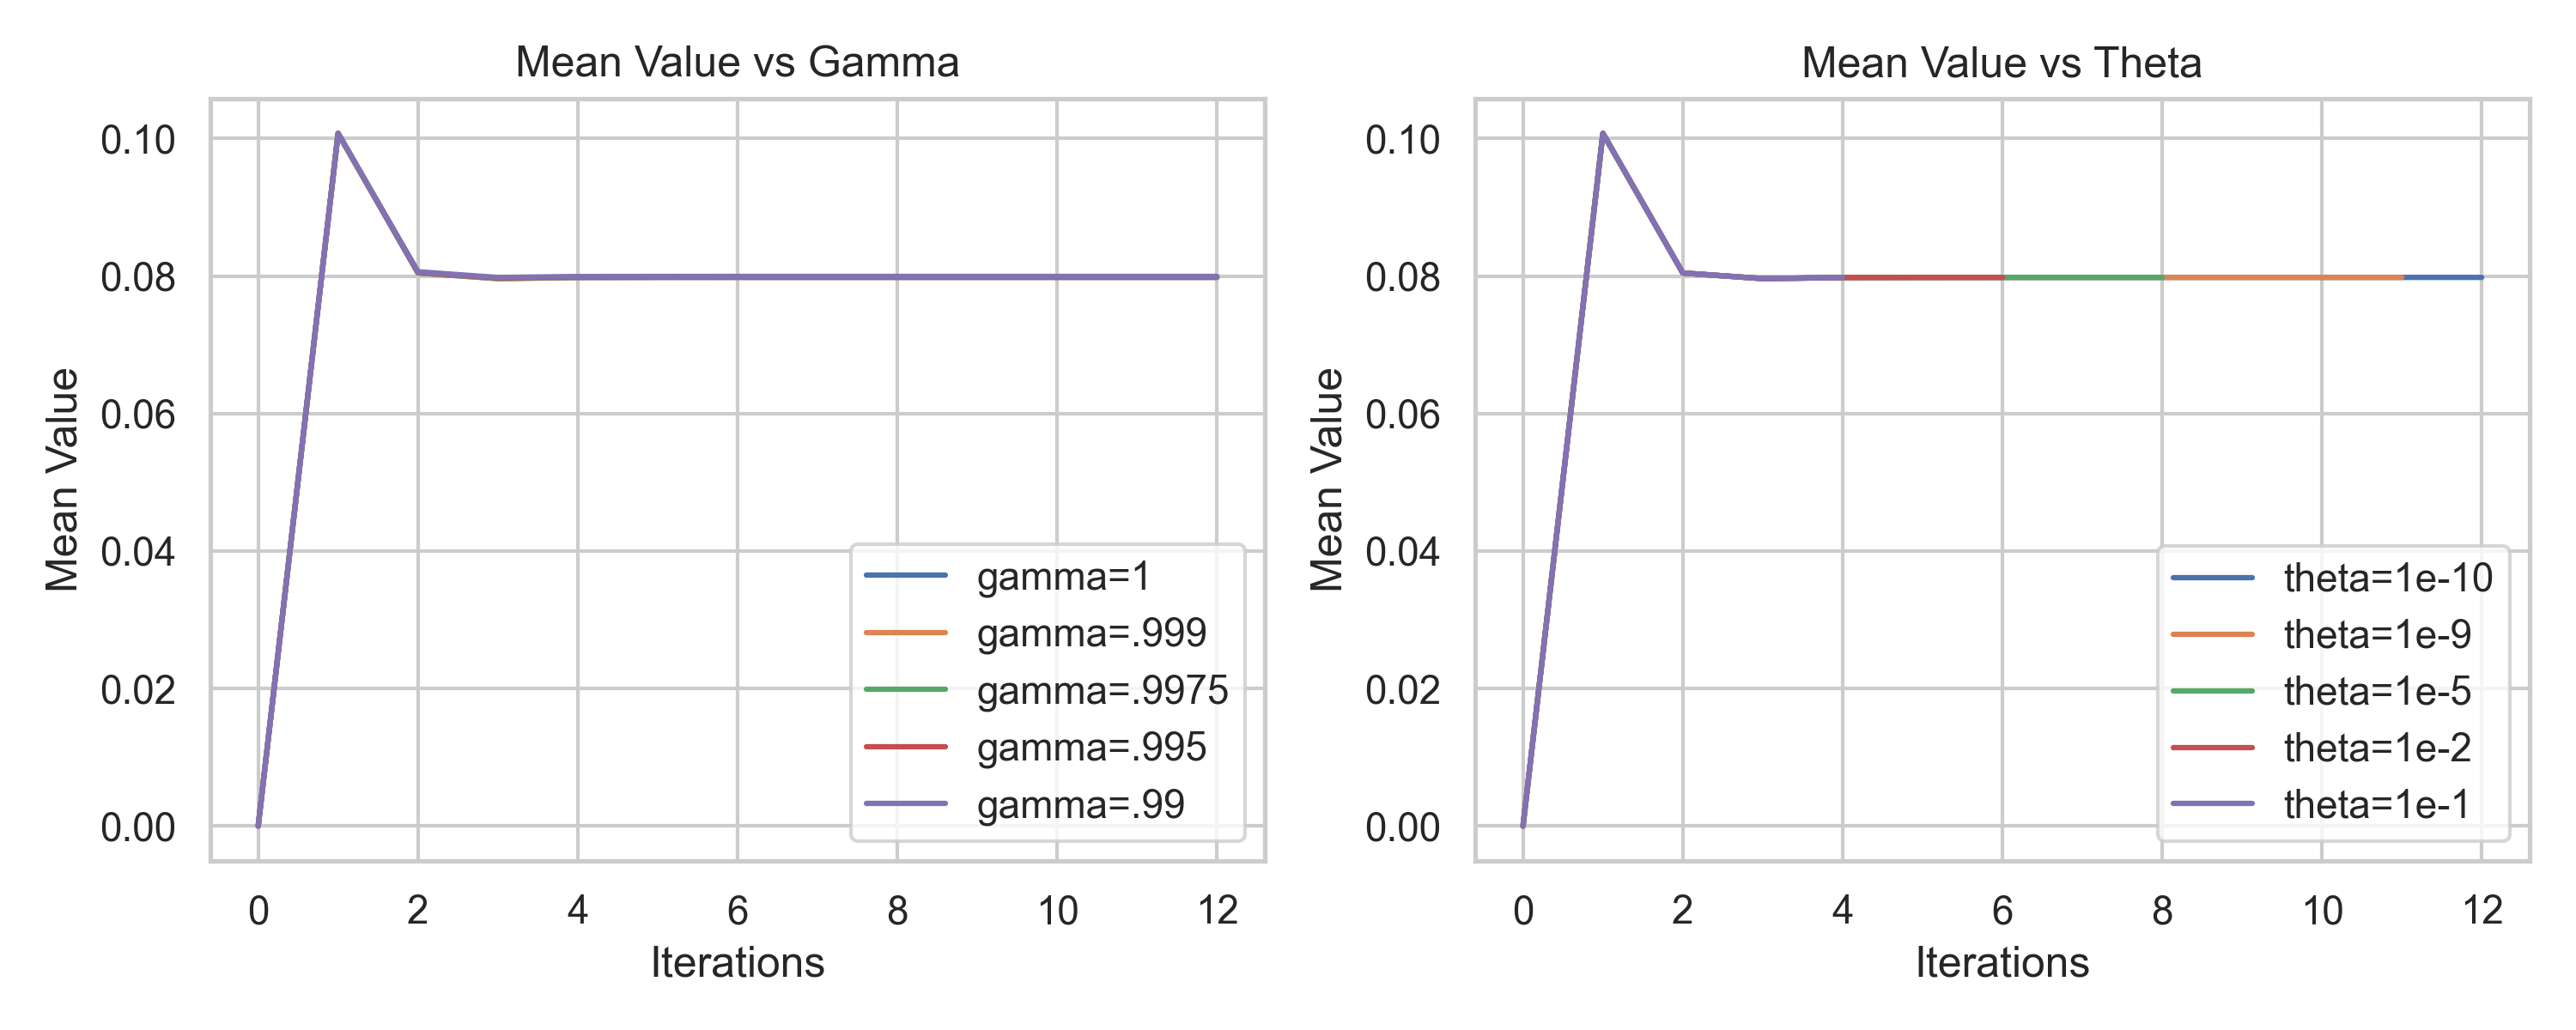 Mean Value vs Gamma
Mean Value
0.10
0.08
0.06
0.04
0.02
0.00
gamma=1
gamma=.999
gamma=.9975
gamma=.995
gamma=.99
0 2 4 6 8 10 12
Iterations
Mean Value vs Theta
Mean Value
0.10
0.08
0.06
0.04
0.02
0.00
theta=1e-10
theta=1e-9
theta=1e-5
theta=1e-2
theta=1e-1
0 2 4 6 8 10 12
Iterations